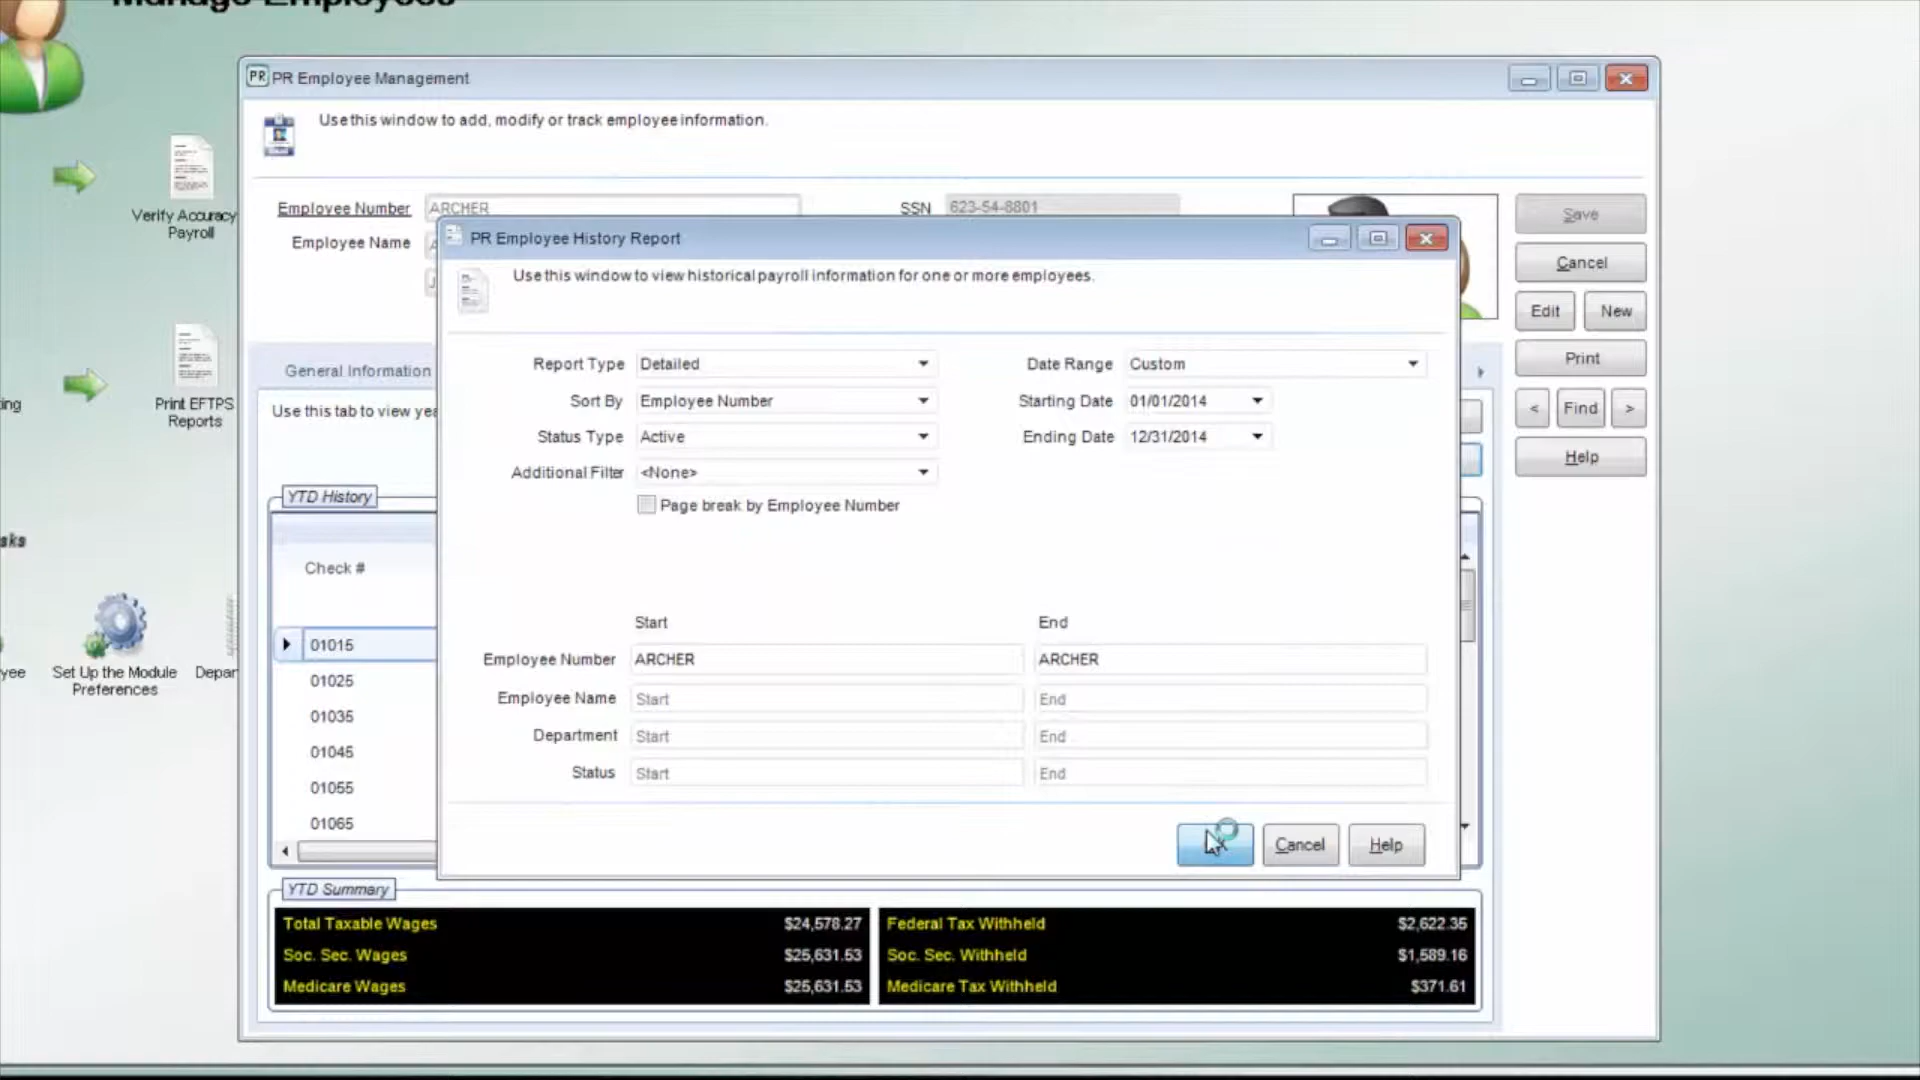 Manage Employees
PR PR Employee Management
Use this window to add, modify or track employee information.
Verify Accuracy
Payroll
Employee Number ARCHER SSN 623-54-8801
Employee Name
Save
Cancel
Edit New
Print
< Find >
Help
PR Employee History Report
Use this window to view historical payroll information for one or more employees.
Report Type Detailed Date Range Custom
Sort By Employee Number Starting Date 01/01/2014
Status Type Active Ending Date 12/31/2014
Additional Filter <None>
Page break by Employee Number
General Information
Use this tab to view yea
ing
Print EFTPS
Reports
YTD History
sks
Check #
01015
01025
01035
01045
01055
01065
yee
Set Up the Module
Preferences
Depar
Start End
Employee Number ARCHER ARCHER
Employee Name Start End
Department Start End
Status Start End
Cancel Help
YTD Summary
Total Taxable Wages $24,578.27 Federal Tax Withheld $2,622.35
Soc. Sec. Wages $25,631.53 Soc. Sec. Withheld $1,589.16
Medicare Wages $25,631.53 Medicare Tax Withheld $371.61